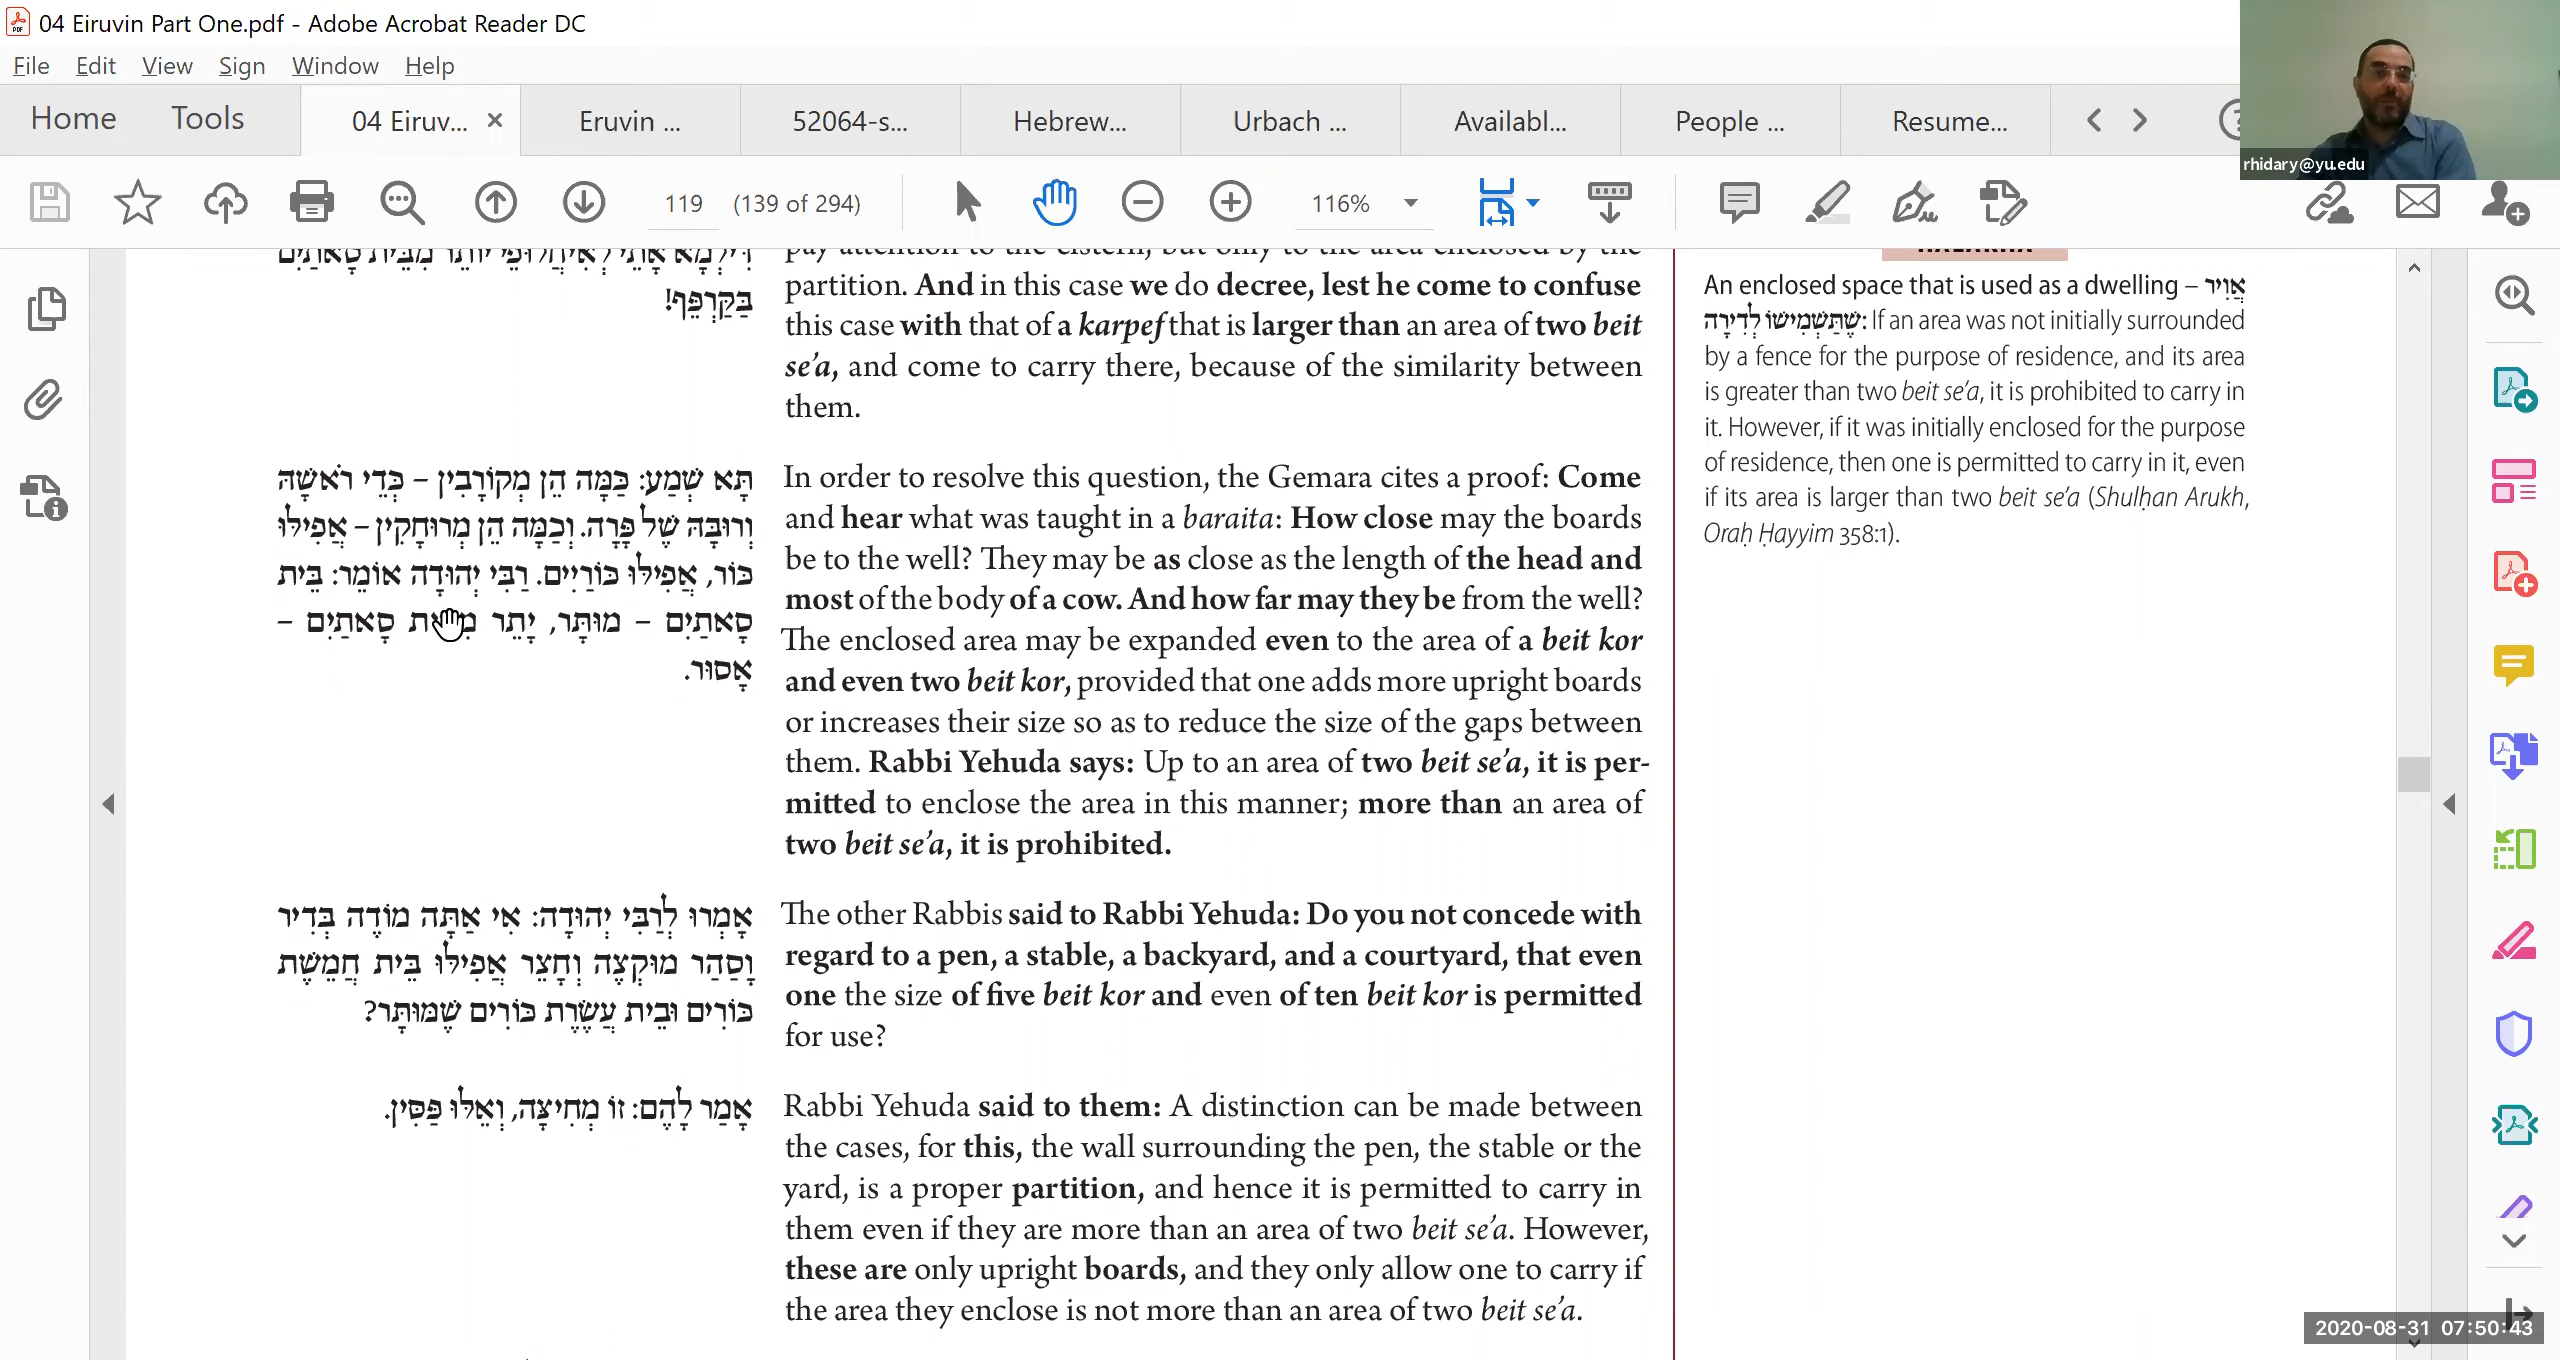 04 Eiruvin Part One.pdf - Adobe Acrobat Reader DC
File Edit View Sign Window Help
Home Tools 04 Eiruv... × Eruvin ... 52064-s... Hebrew... Urbach ... Availabl... People ... Resume...
rhidary@yu.edu
119 (139 of 294) 116%
דִּילְמָא אָתֵי לְאִיחַלּוּפֵי יוֹתֵר מִבֵּית סָאתַיִם
בַּקַּרְפֵּף!
pay attention to the cistern, but only to the area enclosed by the
partition. And in this case we do decree, lest he come to confuse
this case with that of a karpef that is larger than an area of two beit
se’a, and come to carry there, because of the similarity between
them.
תָּא שְׁמַע: כַּמָּה הֵן מְקוֹרָבִין – כְּדֵי רֹאשָׁהּ
וְרוּבָּהּ שֶׁל פָּרָה. וְכַמָּה הֵן מְרוּחָקִין – אֲפִילּוּ
כּוֹר, אֲפִילּוּ כּוֹרַיִים. רַבִּי יְהוּדָה אוֹמֵר: בֵּית
סָאתַיִם – מוּתָּר, יָתֵר סָאתַיִם –
אָסוּר.
In order to resolve this question, the Gemara cites a proof: Come
and hear what was taught in a baraita: How close may the boards
be to the well? They may be as close as the length of the head and
most of the body of a cow. And how far may they be from the well?
The enclosed area may be expanded even to the area of a beit kor
and even two beit kor, provided that one adds more upright boards
or increases their size so as to reduce the size of the gaps between
them. Rabbi Yehuda says: Up to an area of two beit se’a, it is per-
mitted to enclose the area in this manner; more than an area of
two beit se’a, it is prohibited.
אָמְרוּ לְרַבִּי יְהוּדָה: אִי אַתָּה מוֹדֶה בְּדִיר
וְסַהַר מוּקְצֶה וְחָצֵר אֲפִילּוּ בֵּית חֲמֵשֶׁת
כּוֹרִים וּבֵית עֲשֶׂרֶת כּוֹרִים שֶׁמּוּתָּר?
The other Rabbis said to Rabbi Yehuda: Do you not concede with
regard to a pen, a stable, a backyard, and a courtyard, that even
one the size of five beit kor and even of ten beit kor is permitted
for use?
אָמַר לָהֶם: זוֹ מְחִיצָה, וְאֵלּוּ פַּסִּין.
Rabbi Yehuda said to them: A distinction can be made between
the cases, for this, the wall surrounding the pen, the stable or the
yard, is a proper partition, and hence it is permitted to carry in
them even if they are more than an area of two beit se’a. However,
these are only upright boards, and they only allow one to carry if
the area they enclose is not more than an area of two beit se’a.
HALAKHA
An enclosed space that is used as a dwelling – אֲוִיר
שֶׁתַּשְׁמִישׁוֹ לְדִירָה: If an area was not initially surrounded
by a fence for the purpose of residence, and its area
is greater than two beit se’a, it is prohibited to carry in
it. However, if it was initially enclosed for the purpose
of residence, then one is permitted to carry in it, even
if its area is larger than two beit se’a (Shulḥan Arukh,
Oraḥ Ḥayyim 358:1).
2020-08-31 07:50:43